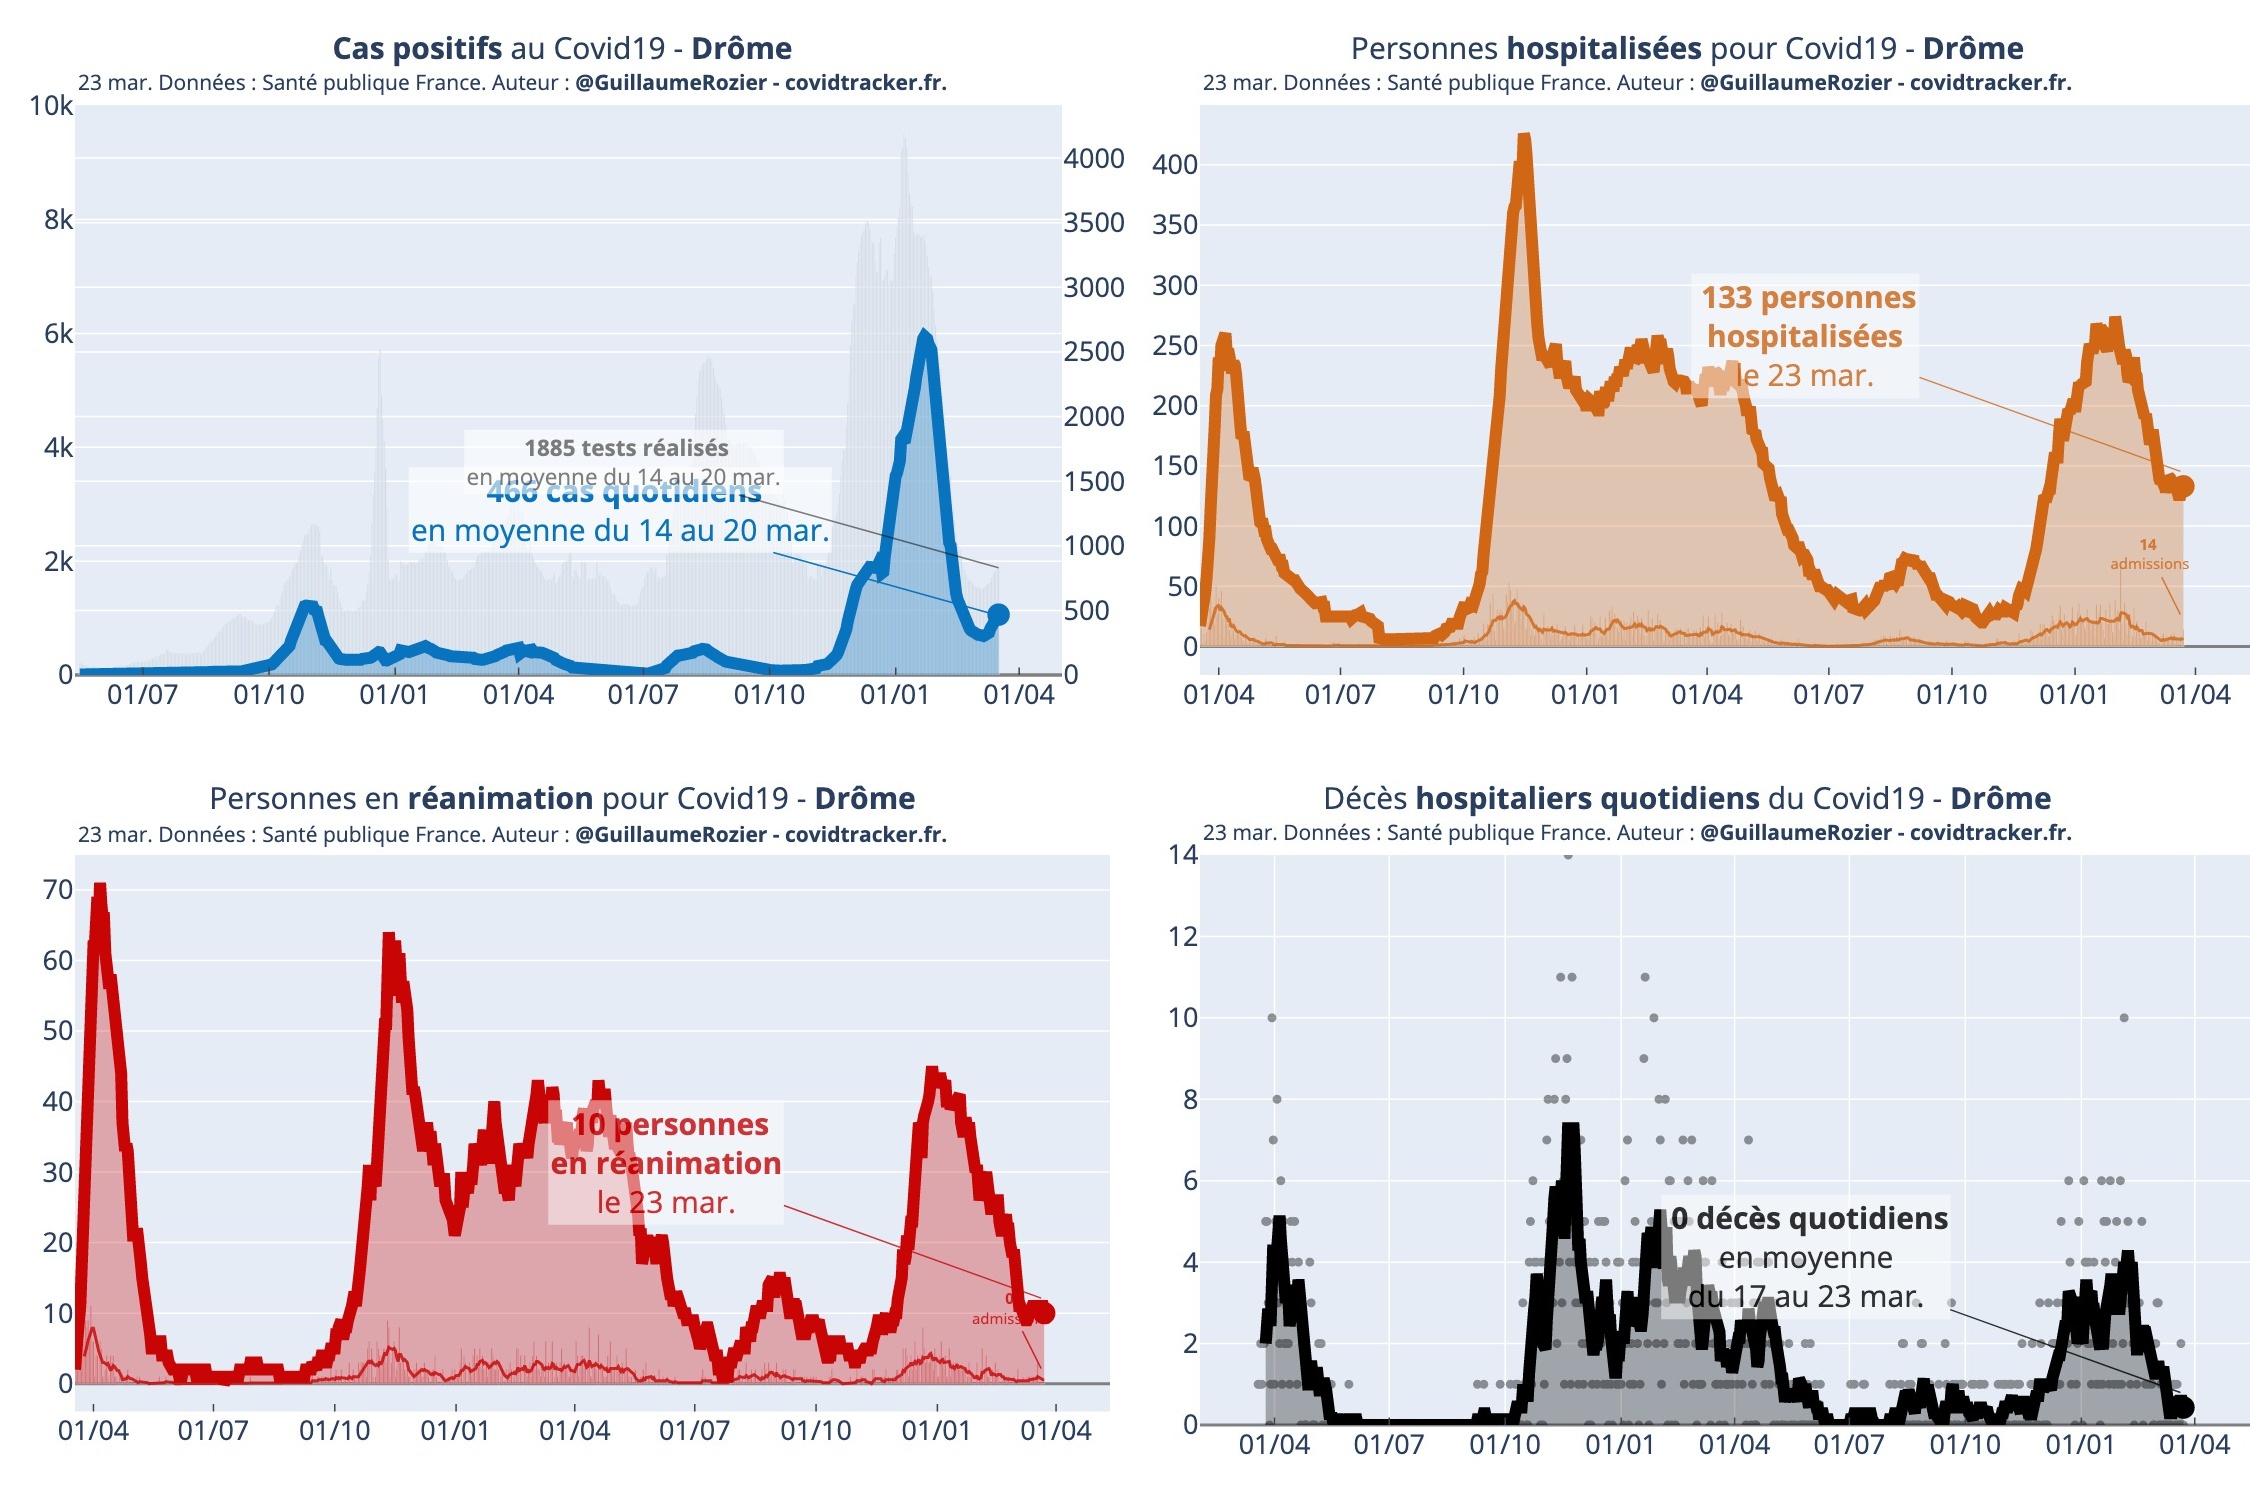 Cas positifs au Covid19 - Drôme
23 mar. Données : Santé publique France. Auteur : @GuillaumeRozier - covidtracker.fr.
10k
8k
6k
4k
2k
0
4000
3500
3000
2500
2000
1500
1000
500
0
1885 tests réalisés
en moyenne du 14 au 20 mar.
466 cas quotidiens
en moyenne du 14 au 20 mar.
01/07 01/10 01/01 01/04 01/07 01/10 01/01 01/04
Personnes hospitalisées pour Covid19 - Drôme
23 mar. Données : Santé publique France. Auteur : @GuillaumeRozier - covidtracker.fr.
400
350
300
250
200
150
100
50
0
133 personnes
hospitalisées
le 23 mar.
14
admissions
01/04 01/07 01/10 01/01 01/04 01/07 01/10 01/01 01/04
Personnes en réanimation pour Covid19 - Drôme
23 mar. Données : Santé publique France. Auteur : @GuillaumeRozier - covidtracker.fr.
70
60
50
40
30
20
10
0
10 personnes
en réanimation
le 23 mar.
0
01/04 01/07 01/10 01/01 01/04 01/07 01/10 01/01 01/04
Décès hospitaliers quotidiens du Covid19 - Drôme
23 mar. Données : Santé publique France. Auteur : @GuillaumeRozier - covidtracker.fr.
14
12
10
8
6
4
2
0
0 décès quotidiens
en moyenne
du 17 au 23 mar.
01/04 01/07 01/10 01/01 01/04 01/07 01/10 01/01 01/04